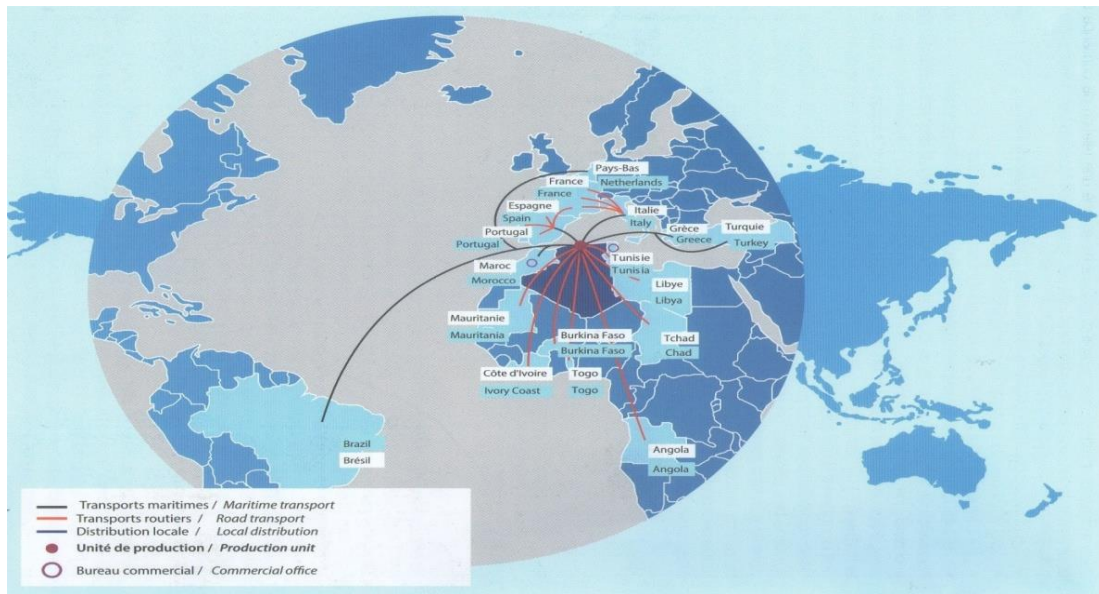 Pays-Bas
Netherlands
France
France
Espagne
Spain
Portugal
Portugal
Italie
Italy
Grèce
Greece
Turquie
Turkey
Maroc
Morocco
Tunisie
Tunisia
Libye
Libya
Mauritanie
Mauritania
Burkina Faso
Burkina Faso
Tchad
Chad
Côte d'Ivoire
Ivory Coast
Togo
Togo
Angola
Angola
Brazil
Brésil
Transports maritimes / Maritime transport
Transports routiers / Road transport
Distribution locale / Local distribution
Unité de production / Production unit
Bureau commercial / Commercial office